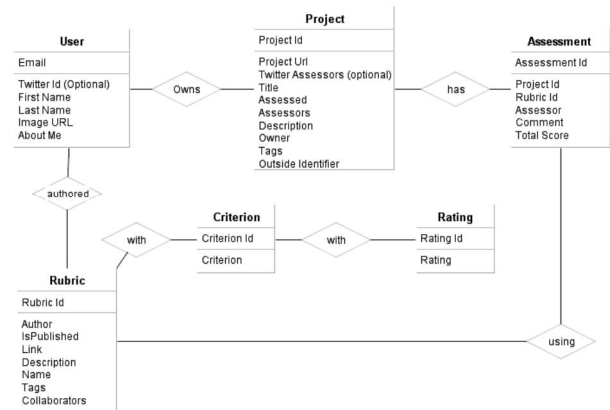 User
Email
Twitter Id (Optional)
First Name
Last Name
Image URL
About Me
Owns
Project
Project Id
Project Url
Twitter Assessors (optional)
Title
Assessed
Assessors
Description
Owner
Tags
Outside Identifier
has
Assessment
Assessment Id
Project Id
Rubric Id
Assessor
Comment
Total Score
authored
with
Criterion
Criterion Id
Criterion
with
Rating
Rating Id
Rating
Rubric
Rubric Id
Author
IsPublished
Link
Description
Name
Tags
Collaborators
using